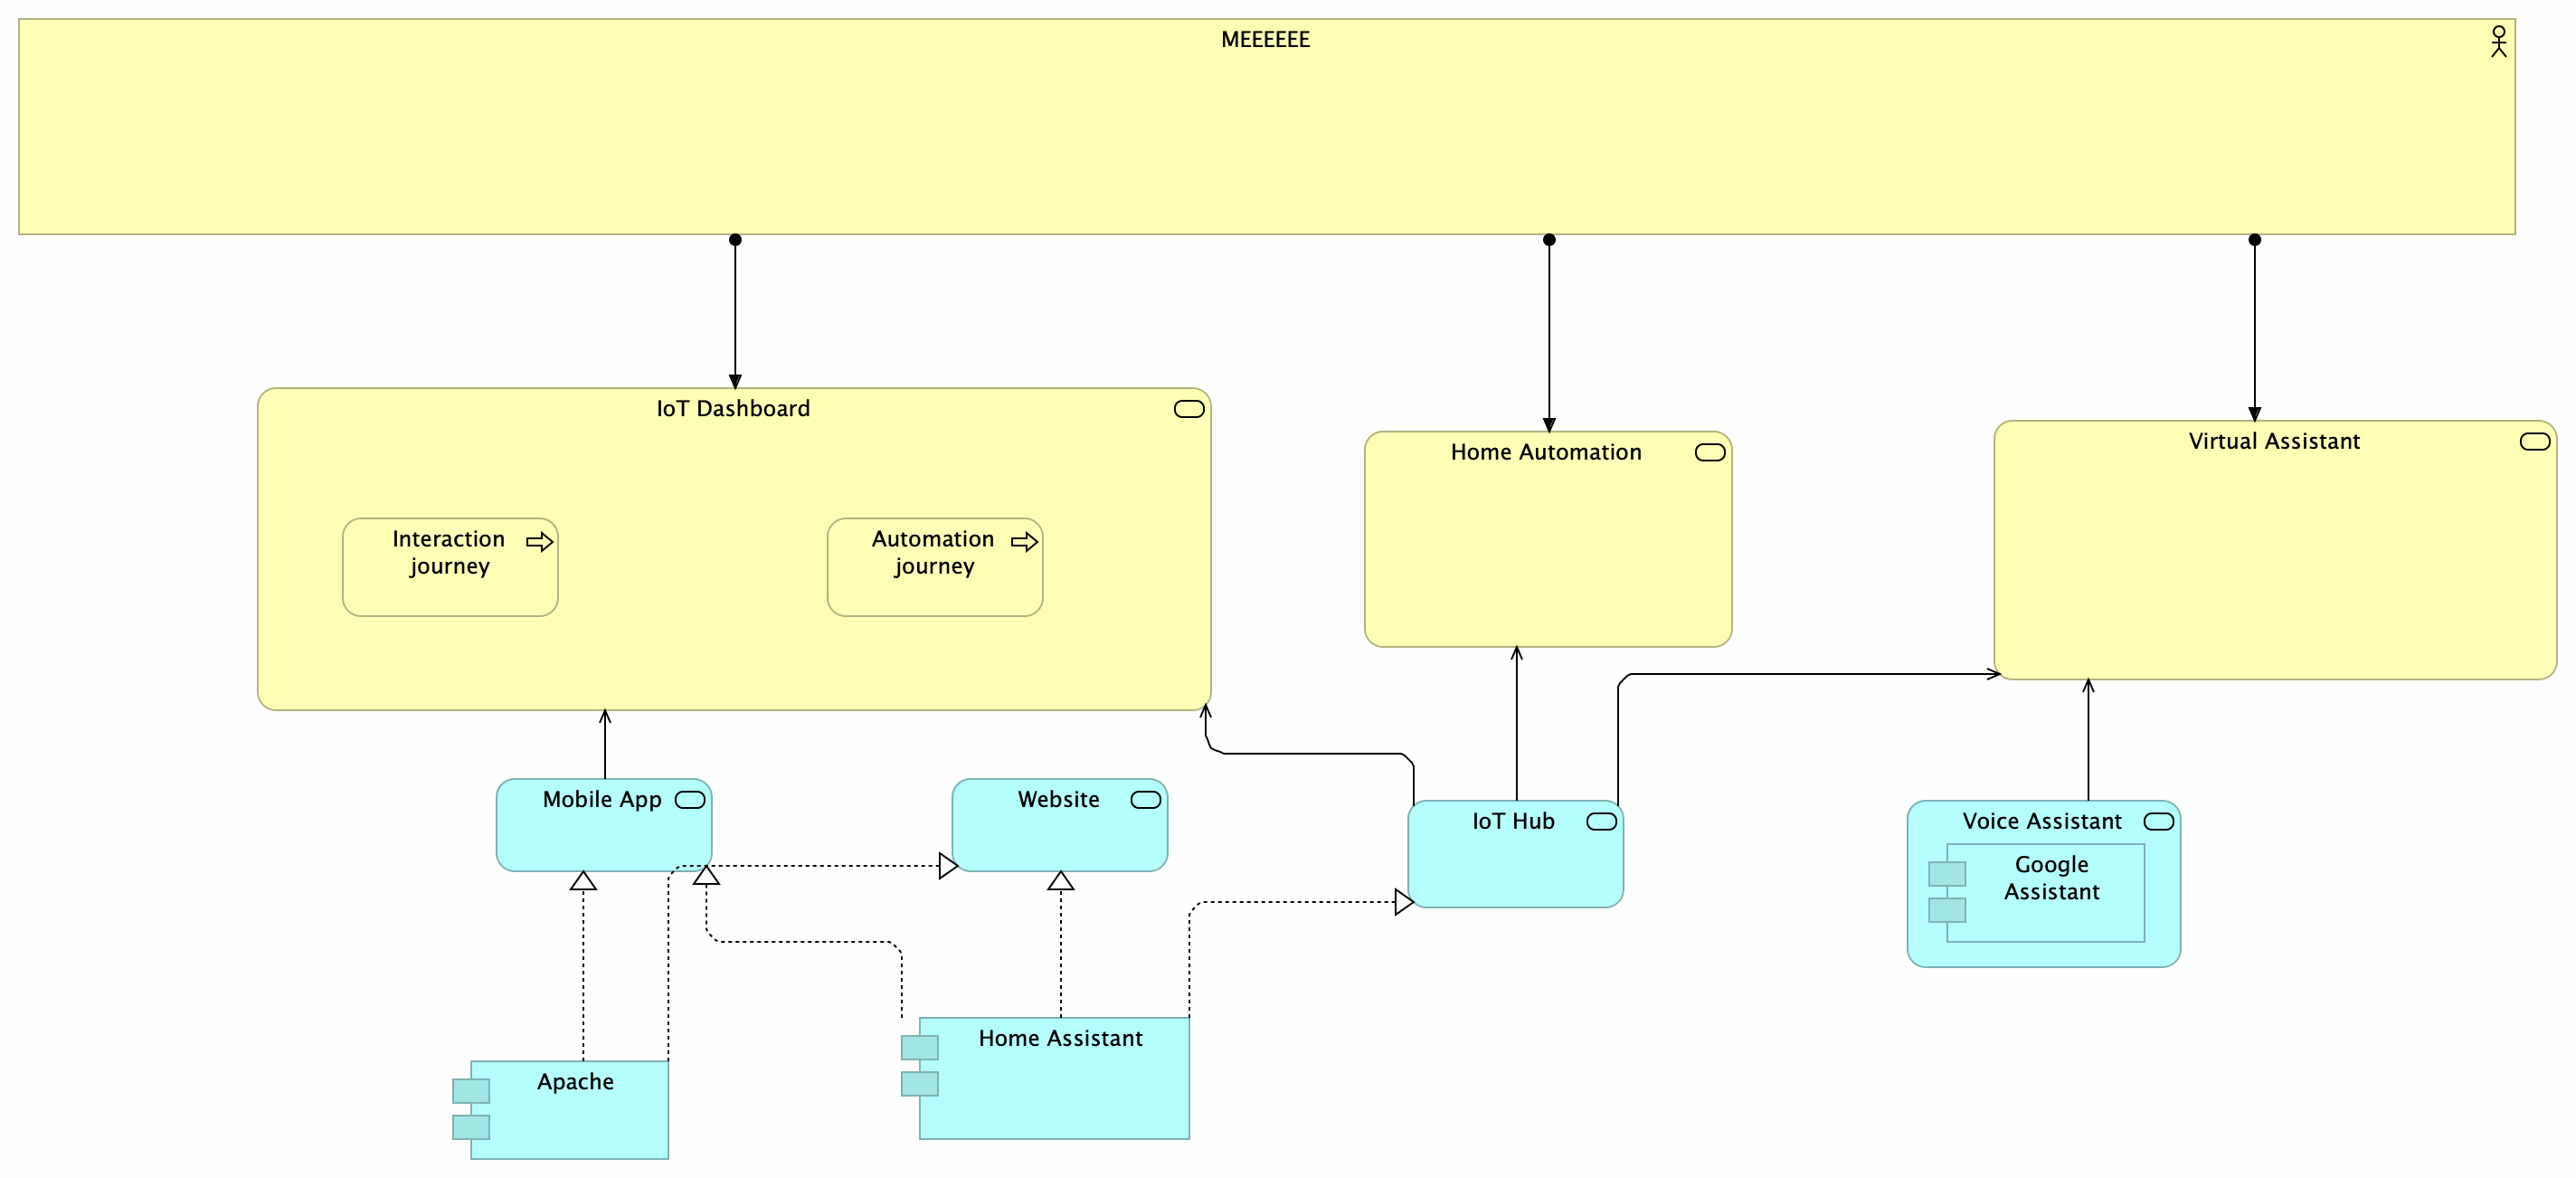 MEEEEEE
IoT Dashboard
Home Automation
Virtual Assistant
Interaction
journey
Automation
journey
Mobile App
Website
IoT Hub
Voice Assistant
Google
Assistant
Home Assistant
Apache